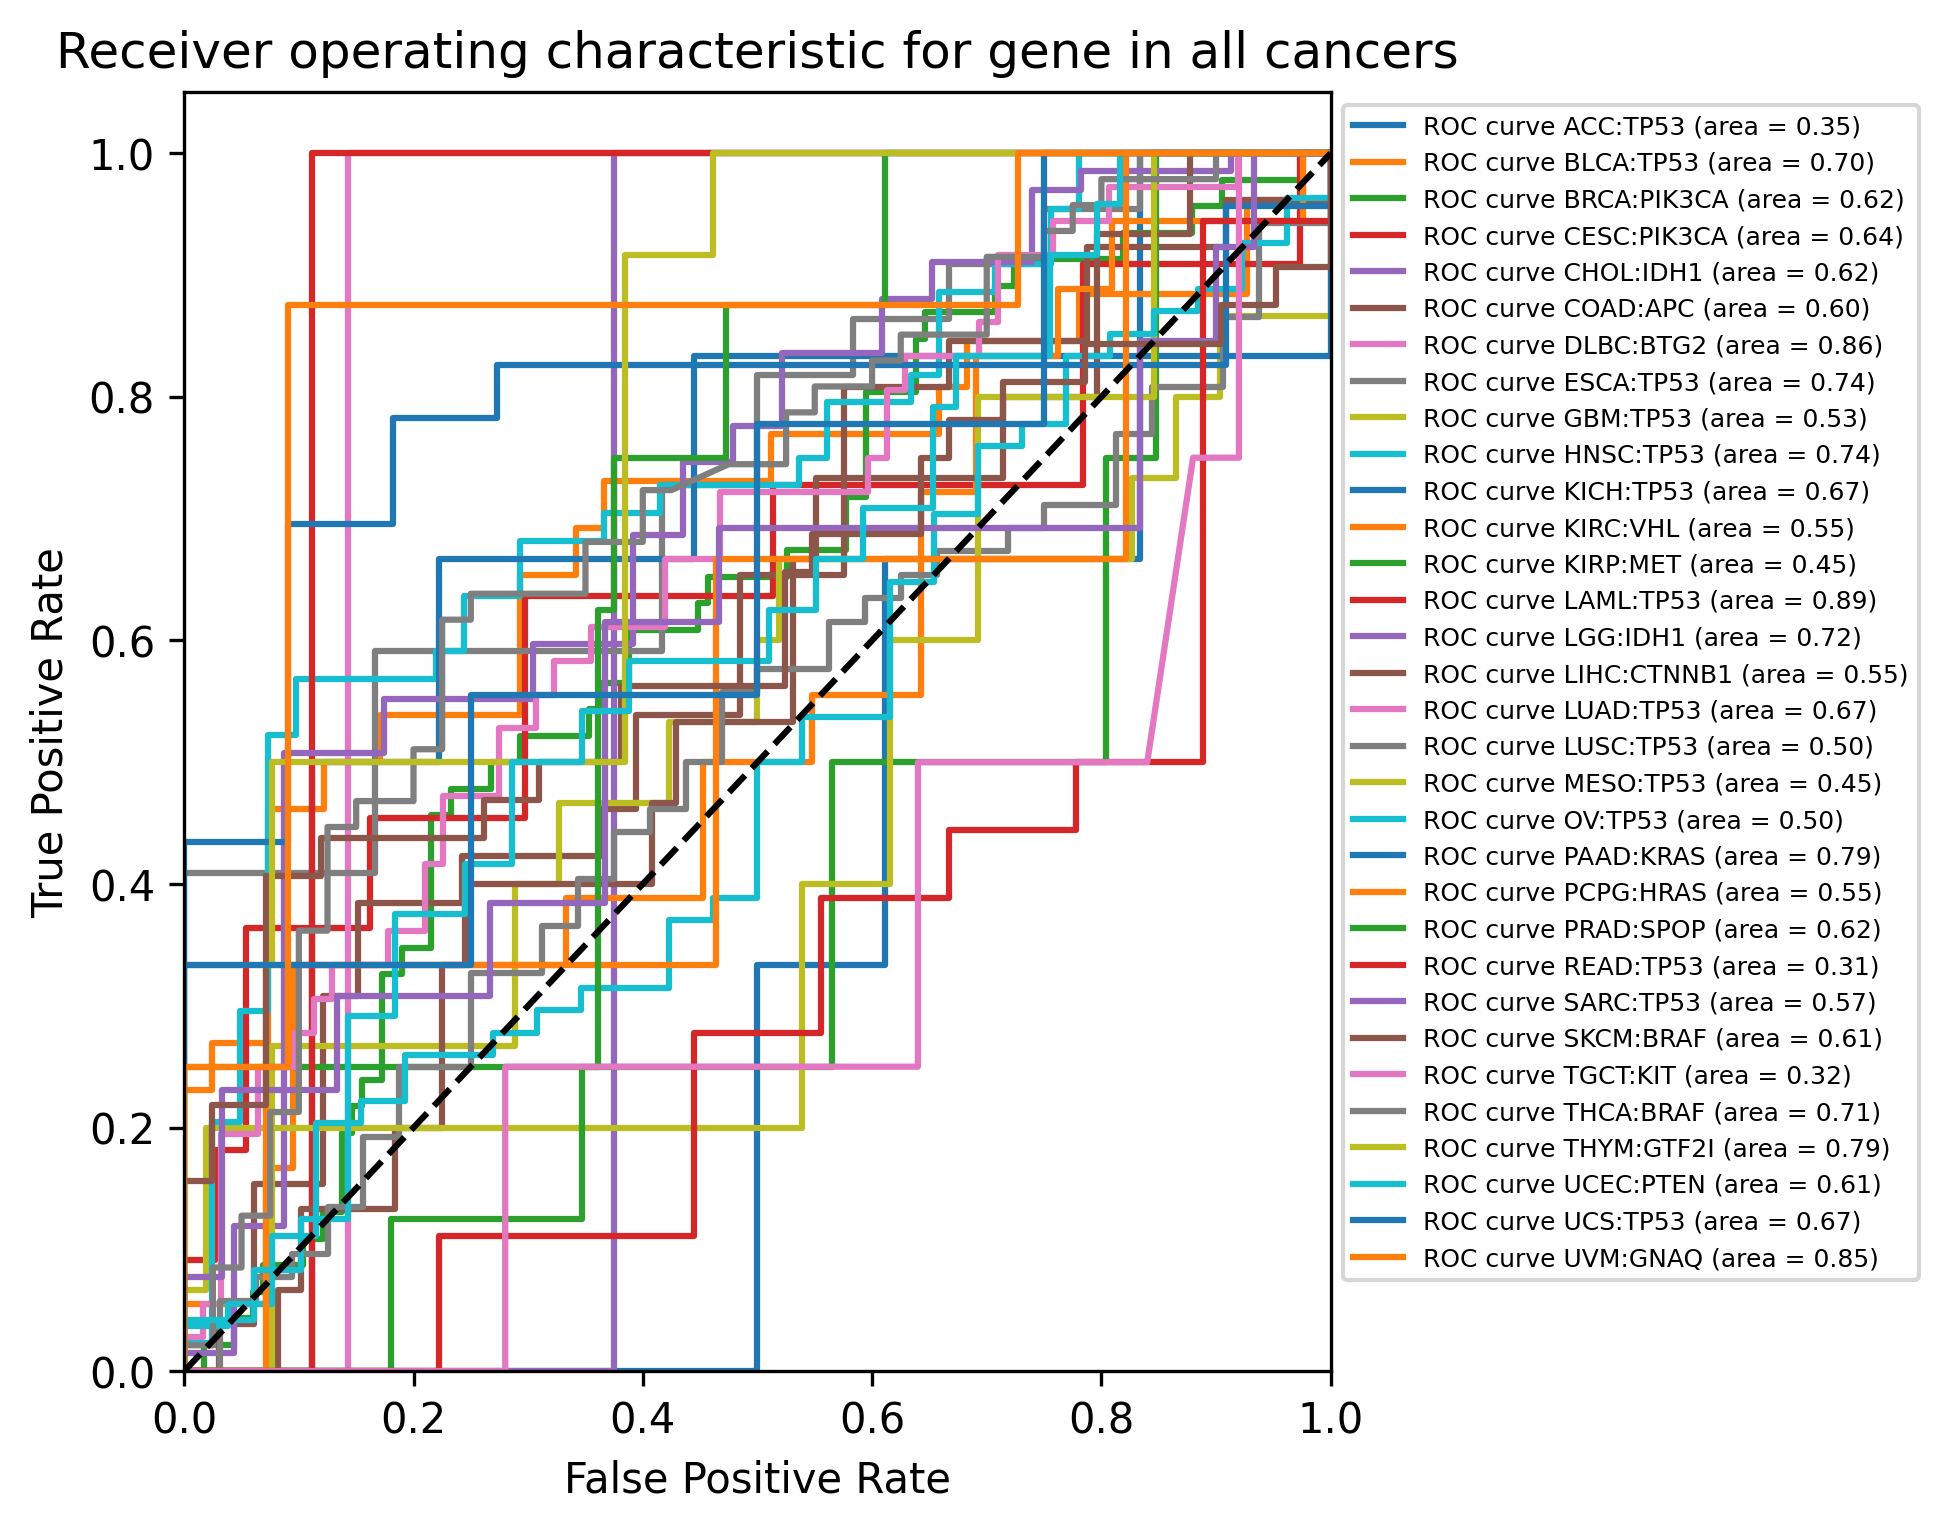 Receiver operating characteristic for gene in all cancers
True Positive Rate
1.0
0.8
0.6
0.4
0.2
0.0
0.0 0.2 0.4 0.6 0.8 1.0
False Positive Rate
ROC curve ACC:TP53 (area = 0.35)
ROC curve BLCA:TP53 (area = 0.70)
ROC curve BRCA:PIK3CA (area = 0.62)
ROC curve CESC:PIK3CA (area = 0.64)
ROC curve CHOL:IDH1 (area = 0.62)
ROC curve COAD:APC (area = 0.60)
ROC curve DLBC:BTG2 (area = 0.86)
ROC curve ESCA:TP53 (area = 0.74)
ROC curve GBM:TP53 (area = 0.53)
ROC curve HNSC:TP53 (area = 0.74)
ROC curve KICH:TP53 (area = 0.67)
ROC curve KIRC:VHL (area = 0.55)
ROC curve KIRP:MET (area = 0.45)
ROC curve LAML:TP53 (area = 0.89)
ROC curve LGG:IDH1 (area = 0.72)
ROC curve LIHC:CTNNB1 (area = 0.55)
ROC curve LUAD:TP53 (area = 0.67)
ROC curve LUSC:TP53 (area = 0.50)
ROC curve MESO:TP53 (area = 0.45)
ROC curve OV:TP53 (area = 0.50)
ROC curve PAAD:KRAS (area = 0.79)
ROC curve PCPG:HRAS (area = 0.55)
ROC curve PRAD:SPOP (area = 0.62)
ROC curve READ:TP53 (area = 0.31)
ROC curve SARC:TP53 (area = 0.57)
ROC curve SKCM:BRAF (area = 0.61)
ROC curve TGCT:KIT (area = 0.32)
ROC curve THCA:BRAF (area = 0.71)
ROC curve THYM:GTF2I (area = 0.79)
ROC curve UCEC:PTEN (area = 0.61)
ROC curve UCS:TP53 (area = 0.67)
ROC curve UVM:GNAQ (area = 0.85)